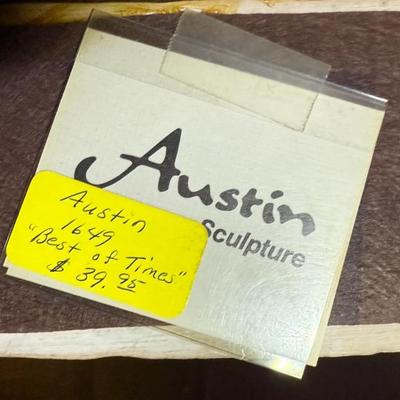 Austin
Sculpture
Austin
1649
"Best of Times"
$ 39.95